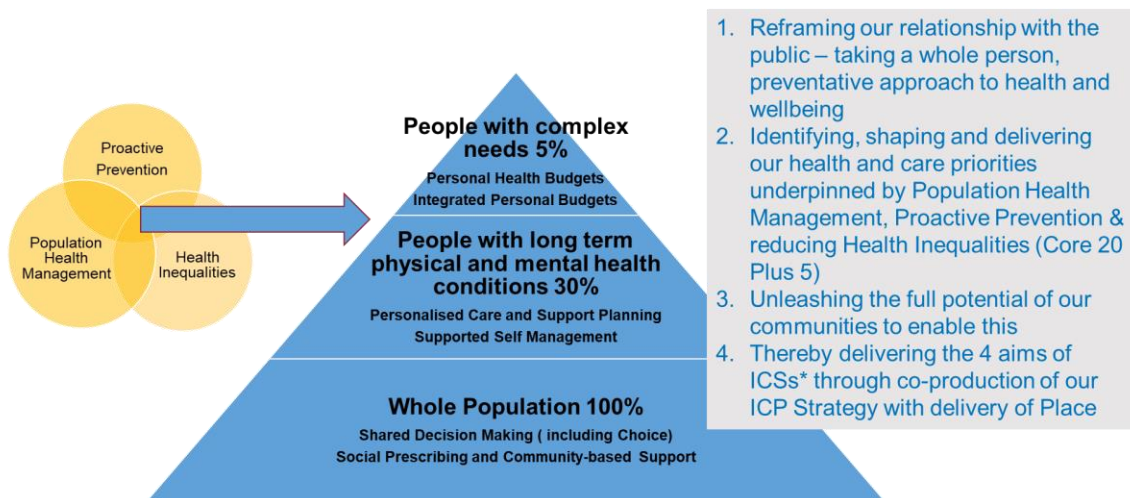 Proactive
Prevention
Population
Health
Management
Health
Inequalities
People with complex
needs 5%
Personal Health Budgets
Integrated Personal Budgets
People with long term
physical and mental health
conditions 30%
Personalised Care and Support Planning
Supported Self Management
Whole Population 100%
Shared Decision Making ( including Choice)
Social Prescribing and Community-based Support
1. Reframing our relationship with the
public – taking a whole person,
preventative approach to health and
wellbeing
2. Identifying, shaping and delivering
our health and care priorities
underpinned by Population Health
Management, Proactive Prevention &
reducing Health Inequalities (Core 20
Plus 5)
3. Unleashing the full potential of our
communities to enable this
4. Thereby delivering the 4 aims of
ICSs* through co-production of our
ICP Strategy with delivery of Place